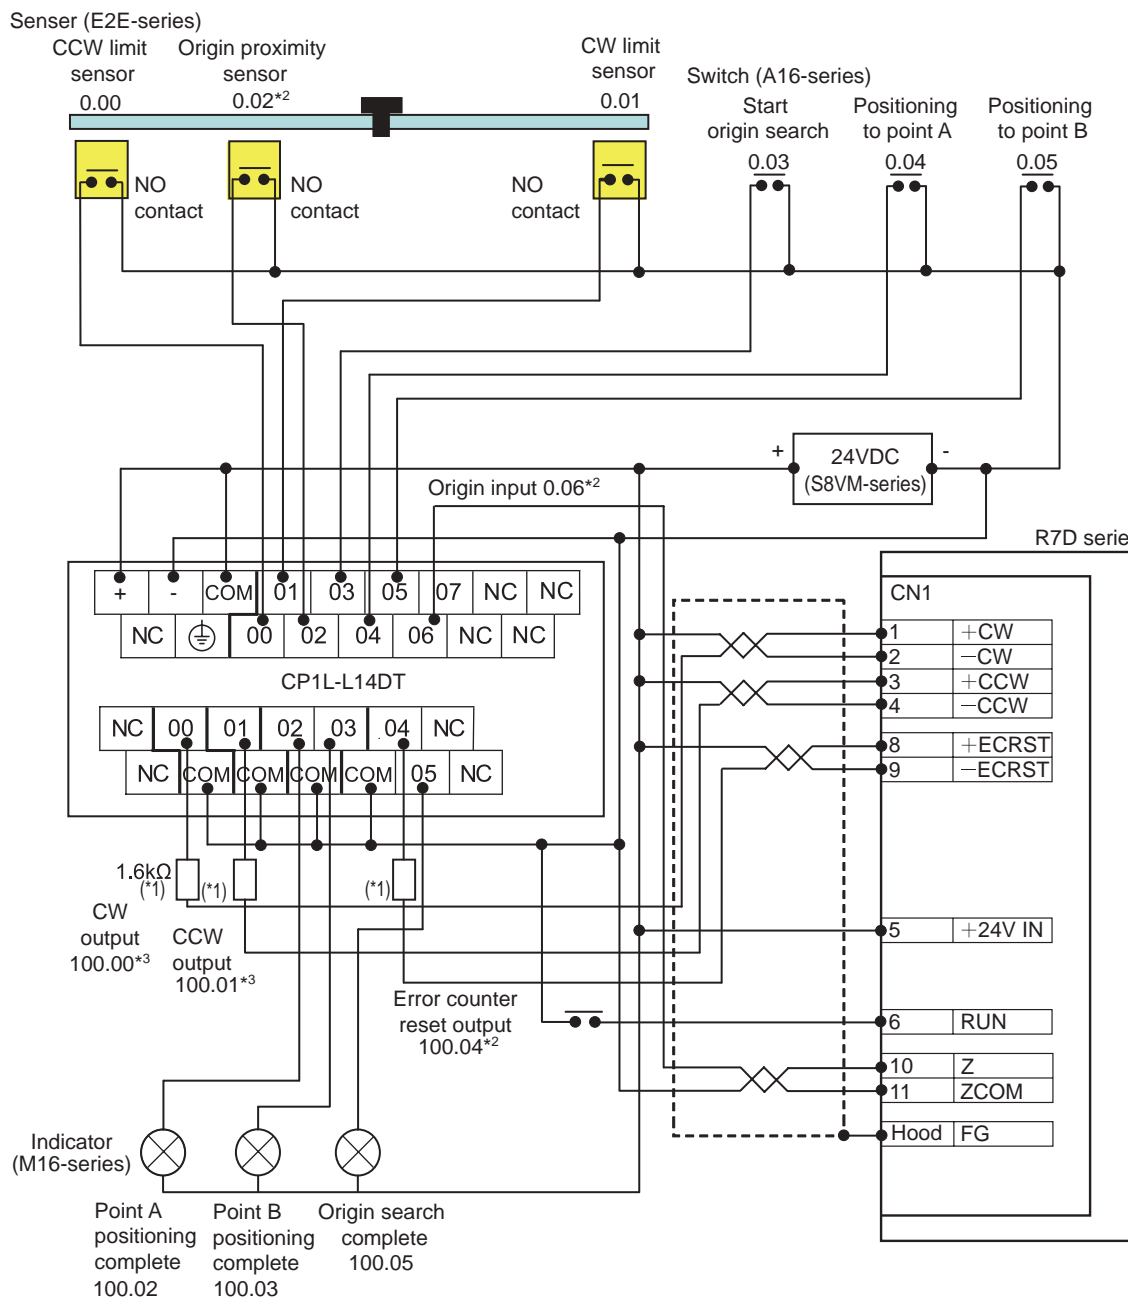 Senser (E2E-series)
CCW limit
sensor
0.00
Origin proximity
sensor
0.02*2
CW limit
sensor
0.01
Switch (A16-series)
Start
origin search
0.03
Positioning
to point A
0.04
Positioning
to point B
0.05
NO
contact
NO
contact
NO
contact
+
24VDC
(S8VM-series)
-
Origin input 0.06*2
R7D serie
+ - COM 01 03 05 07 NC NC
NC 00 02 04 06 NC NC
CP1L-L14DT
NC 00 01 02 03 04 NC
NC COM COM COM COM 05 NC
CN1
1 +CW
2 −CW
3 +CCW
4 −CCW
8 +ECRST
9 −ECRST
5 +24V IN
6 RUN
10 Z
11 ZCOM
Hood FG
1.6kΩ
(*1)
(*1)
(*1)
CW
output
100.00*3
CCW
output
100.01*3
Error counter
reset output
100.04*2
Indicator
(M16-series)
Point A
positioning
complete
100.02
Point B
positioning
complete
100.03
Origin search
complete
100.05